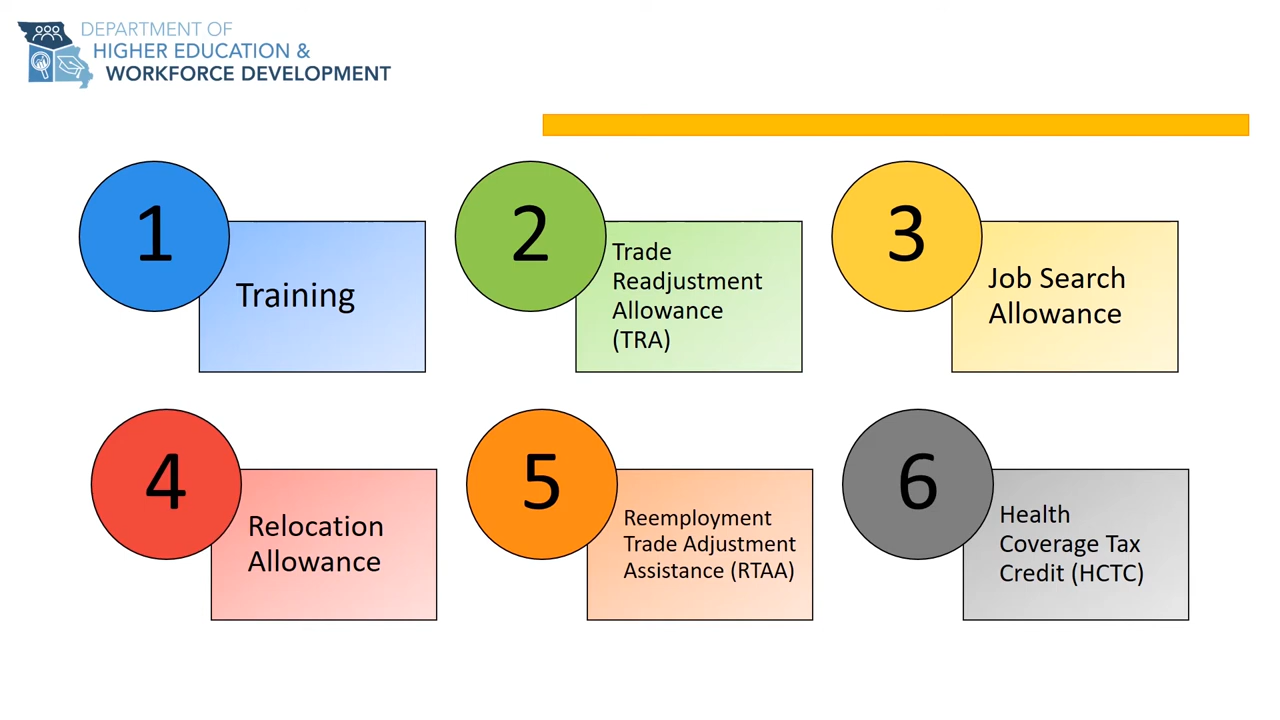 DEPARTMENT OF
HIGHER EDUCATION &
WORKFORCE DEVELOPMENT
1
Training
2
Trade
Readjustment
Allowance
(TRA)
3
Job Search
Allowance
4
Relocation
Allowance
5
Reemployment
Trade Adjustment
Assistance (RTAA)
6
Health
Coverage Tax
Credit (HCTC)